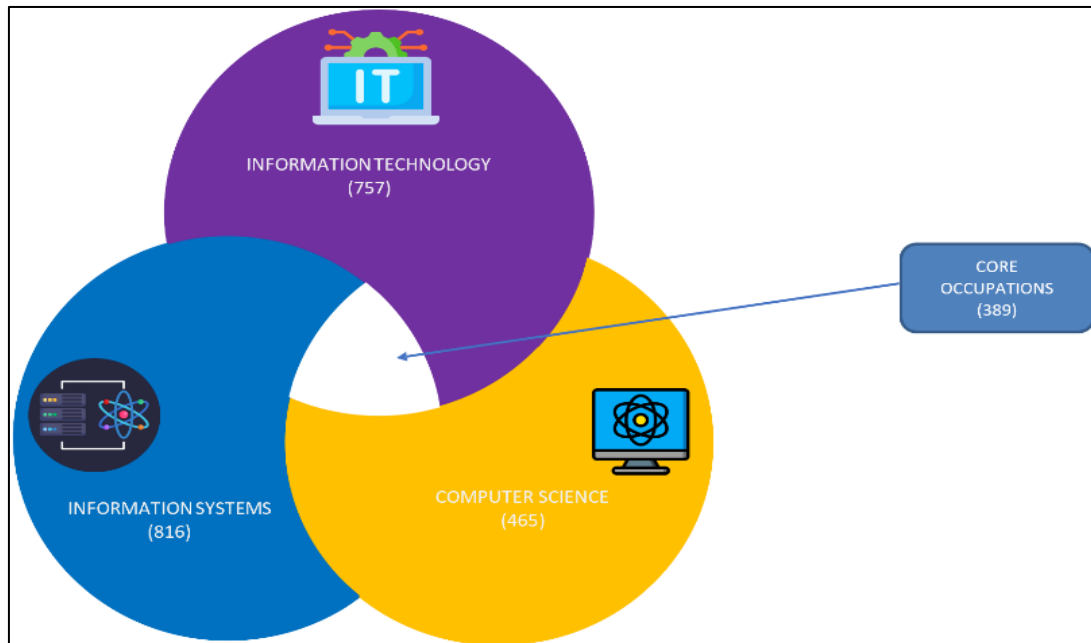 IT
INFORMATION TECHNOLOGY
(757)
CORE
OCCUPATIONS
(389)
INFORMATION SYSTEMS
(816)
COMPUTER SCIENCE
(465)